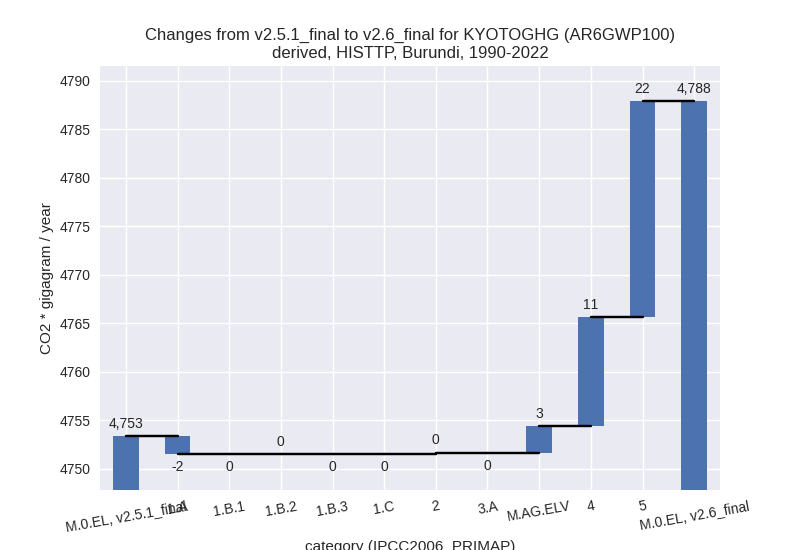 Changes from v2.5.1_final to v2.6_final for KYOTOGHG (AR6GWP100)
derived, HISTTP, Burundi, 1990-2022
CO2 * gigagram / year
4790
4785
4780
4775
4770
4765
4760
4755
4750
4,753
-2
0
0
0
0
0
0
3
11
22
4,788
M.0.EL, v2.5.1_final
1.A
1.B.1
1.B.2
1.B.3
1.C
2
3.A
M.AG.ELV
4
5
M.0.EL, v2.6_final
category (IPCC2006_PRIMAP)